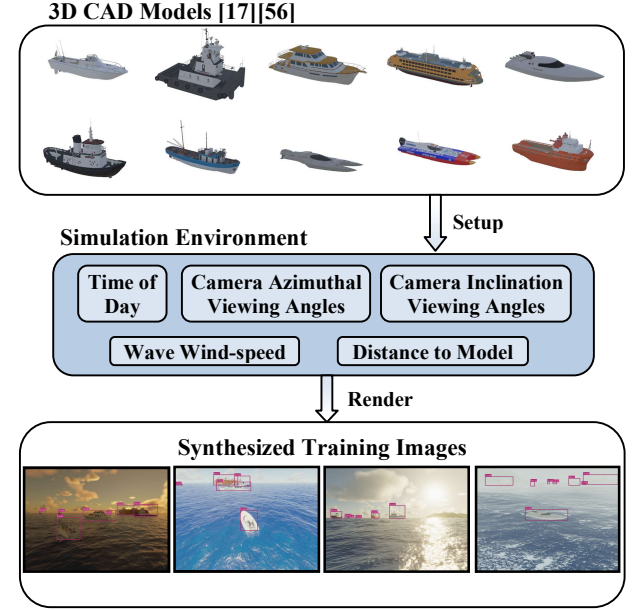 3D CAD Models [17][56]
Setup
Simulation Environment
Time of
Day
Camera Azimuthal
Viewing Angles
Camera Inclination
Viewing Angles
Wave Wind-speed
Distance to Model
Render
Synthesized Training Images